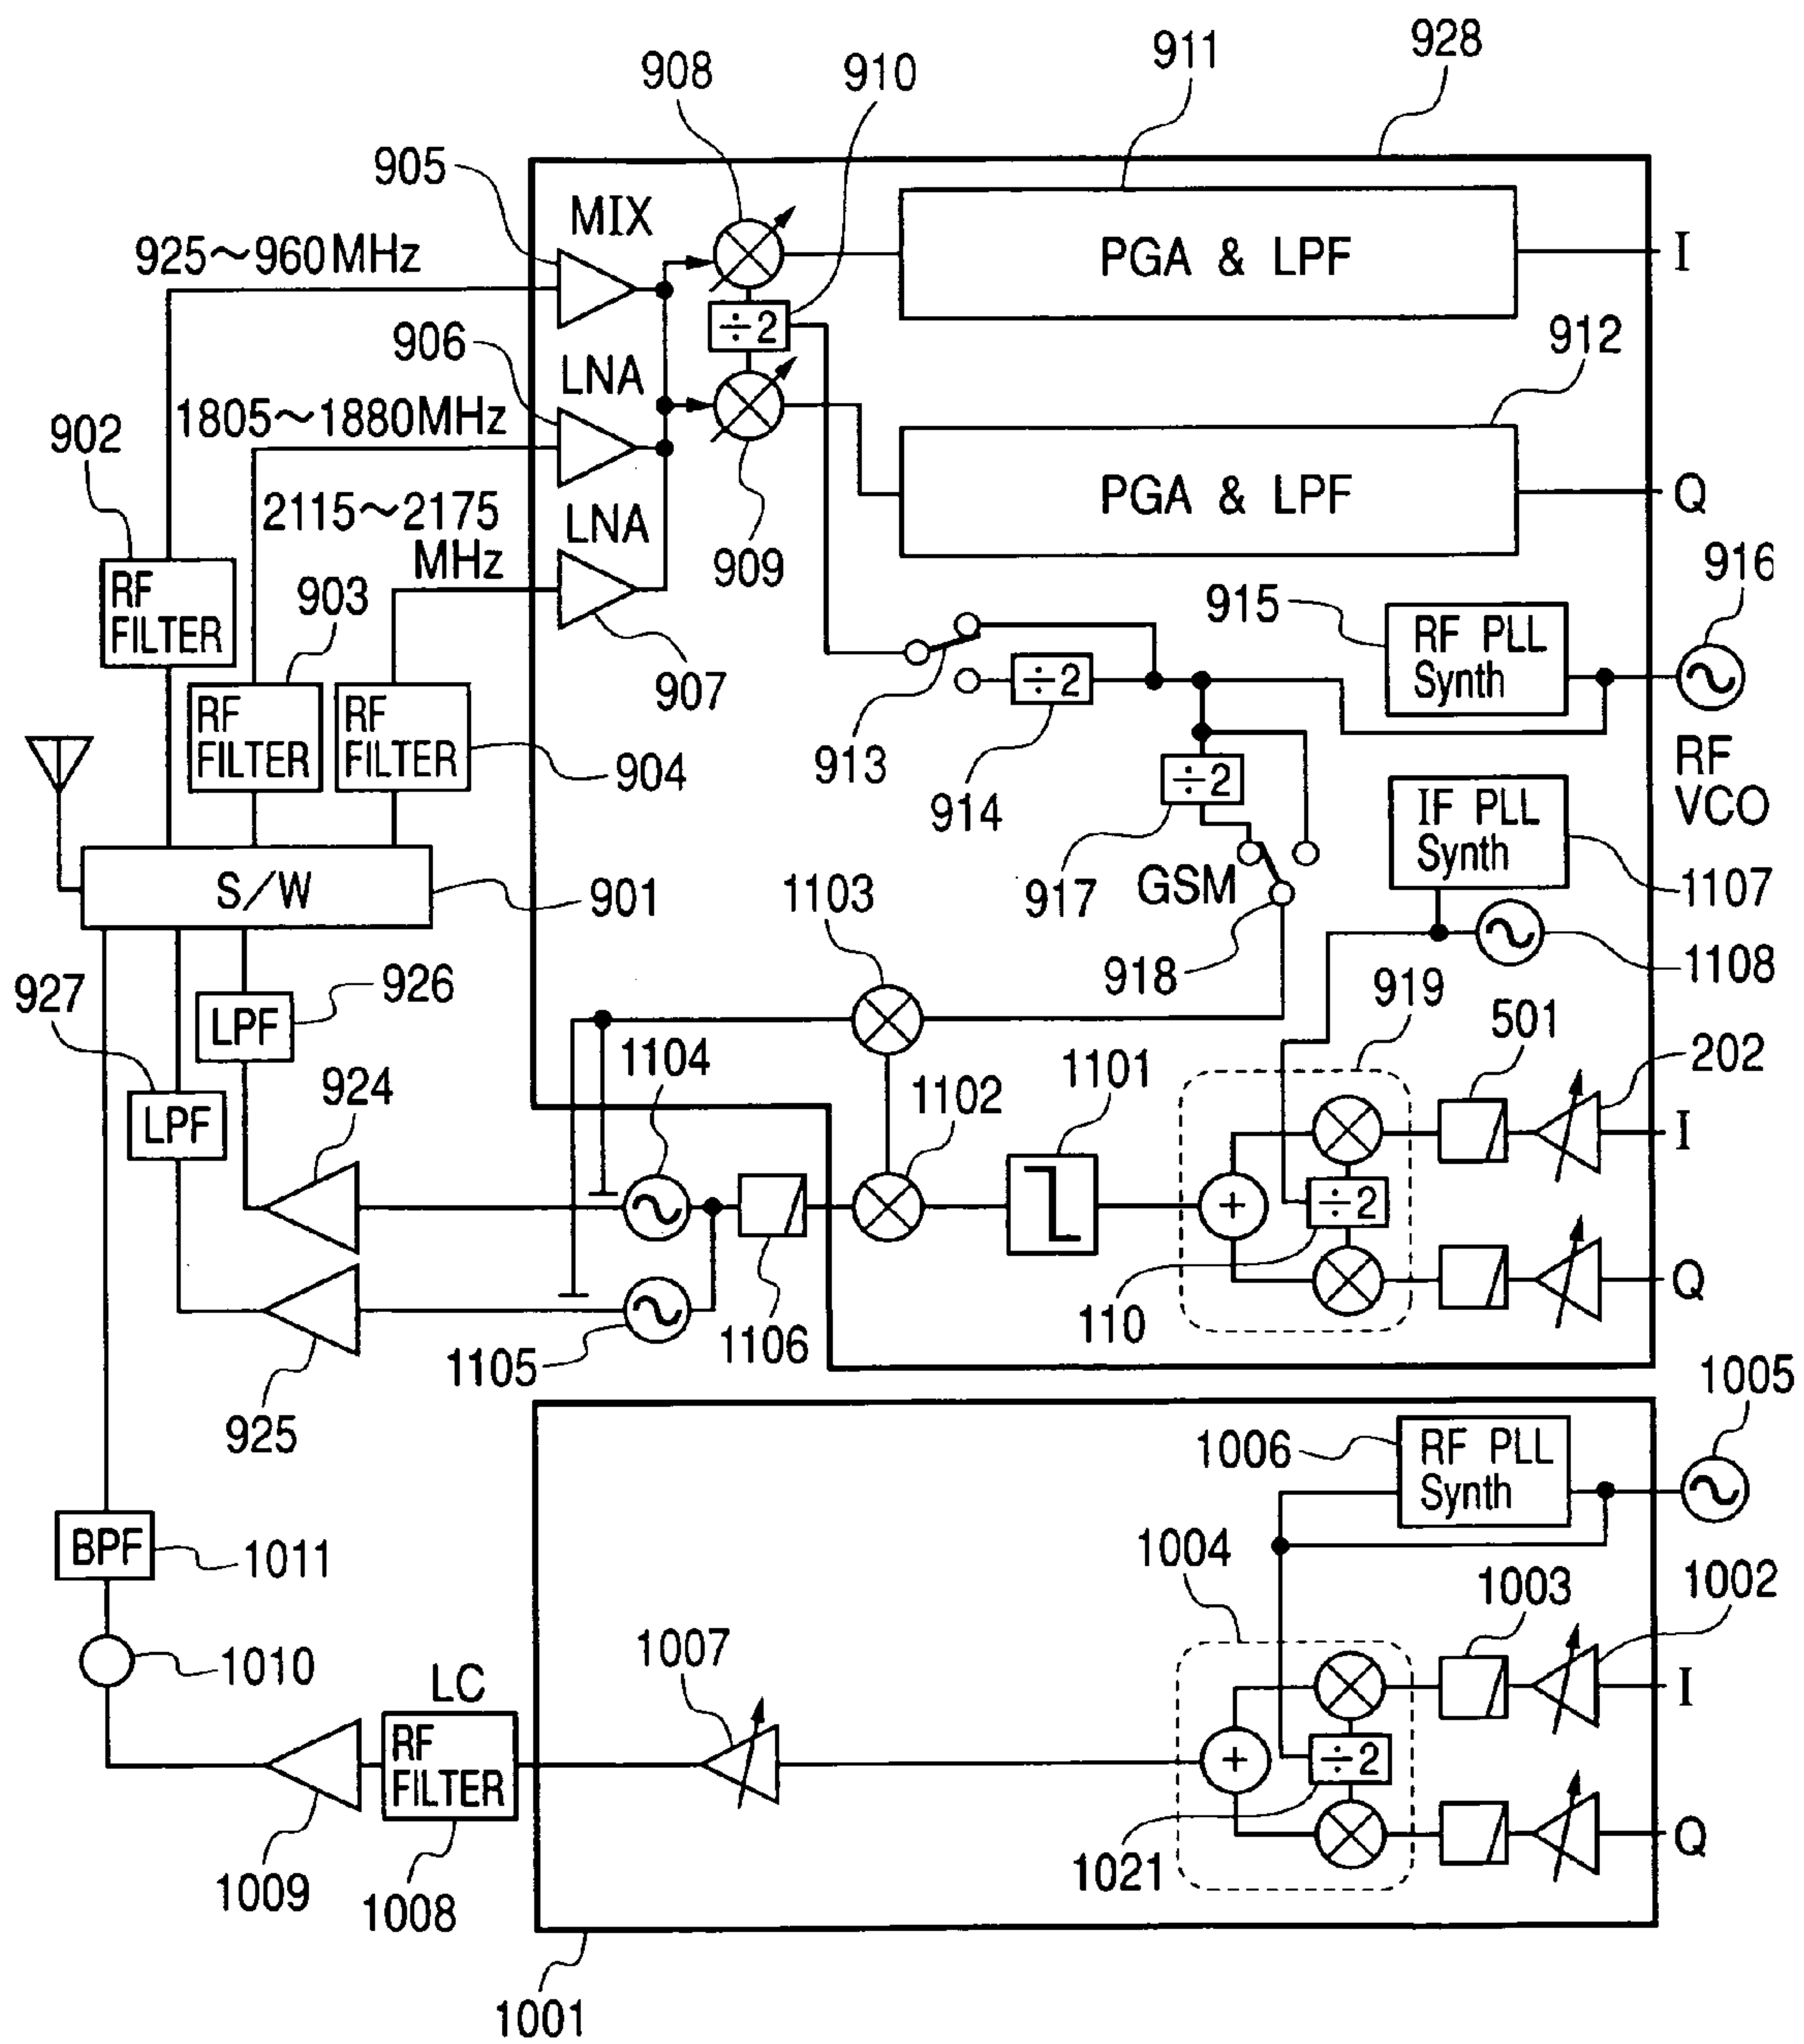 928
911
910
908
905
MIX
925~960MHz
PGA & LPF
I
÷2
906
912
LNA
1805~1880MHz
902
PGA & LPF
Q
2115~2175
MHz
LNA
909
916
RF
FILTER
903
915
RF PLL
Synth
907
÷2
RF
FILTER
RF
FILTER
904
913
914
÷2
RF
VCO
IF PLL
Synth
S/W
901
1103
917
GSM
1107
918
1108
927
926
919
501
202
LPF
1104
1101
924
1102
LPF
I
÷2
+
Q
110
1106
1105
925
1005
1006
RF PLL
Synth
1004
BPF
1011
1003
1002
1007
1010
LC
I
RF
FILTER
+
÷2
Q
1021
1009
1008
1001